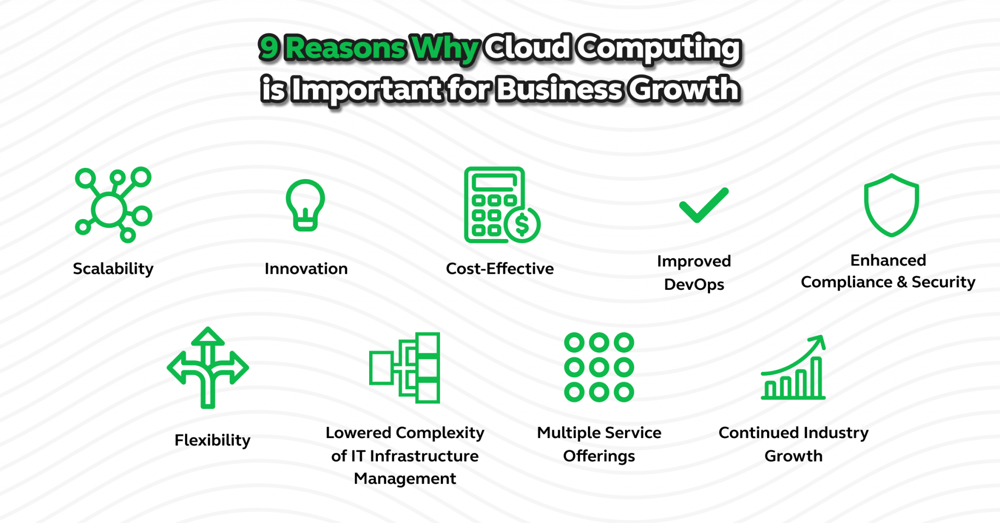 9 Reasons Why Cloud Computing
is Important for Business Growth
$
Scalability
Innovation
Cost-Effective
Improved
DevOps
Enhanced
Compliance & Security
Flexibility
Lowered Complexity
of IT Infrastructure
Management
Multiple Service
Offerings
Continued Industry
Growth